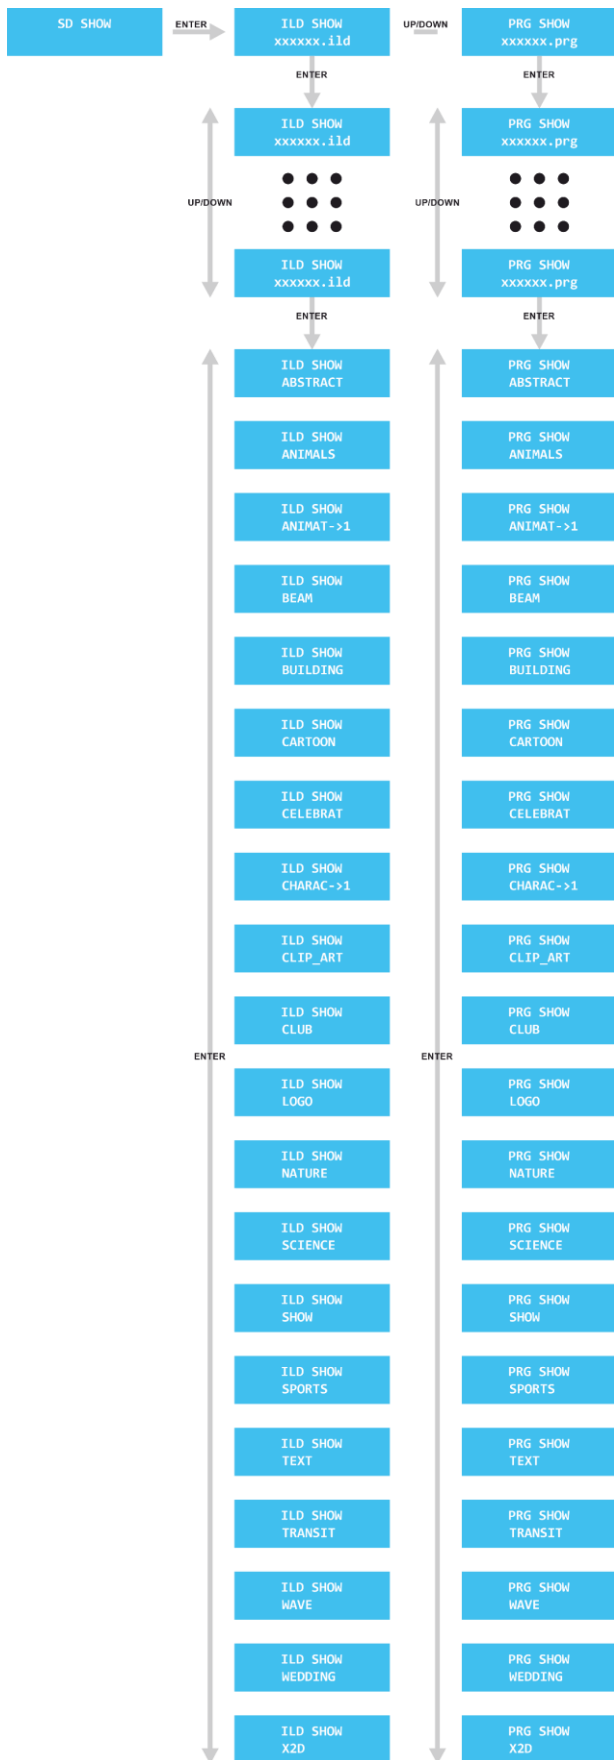 SD SHOW
ENTER
ILD SHOW
xxxxxx.ild
UP/DOWN
PRG SHOW
xxxxxx.prg
ENTER
ENTER
ILD SHOW
xxxxxx.ild
PRG SHOW
xxxxxx.prg
UP/DOWN
UP/DOWN
ILD SHOW
xxxxxx.ild
PRG SHOW
xxxxxx.prg
ENTER
ENTER
ILD SHOW
ABSTRACT
PRG SHOW
ABSTRACT
ILD SHOW
ANIMALS
PRG SHOW
ANIMALS
ILD SHOW
ANIMAT->1
PRG SHOW
ANIMAT->1
ILD SHOW
BEAM
PRG SHOW
BEAM
ILD SHOW
BUILDING
PRG SHOW
BUILDING
ILD SHOW
CARTOON
PRG SHOW
CARTOON
ILD SHOW
CELEBRAT
PRG SHOW
CELEBRAT
ILD SHOW
CHARAC->1
PRG SHOW
CHARAC->1
ILD SHOW
CLIP_ART
PRG SHOW
CLIP_ART
ILD SHOW
CLUB
PRG SHOW
CLUB
ENTER
ENTER
ILD SHOW
LOGO
PRG SHOW
LOGO
ILD SHOW
NATURE
PRG SHOW
NATURE
ILD SHOW
SCIENCE
PRG SHOW
SCIENCE
ILD SHOW
SHOW
PRG SHOW
SHOW
ILD SHOW
SPORTS
PRG SHOW
SPORTS
ILD SHOW
TEXT
PRG SHOW
TEXT
ILD SHOW
TRANSIT
PRG SHOW
TRANSIT
ILD SHOW
WAVE
PRG SHOW
WAVE
ILD SHOW
WEDDING
PRG SHOW
WEDDING
ILD SHOW
X2D
PRG SHOW
X2D